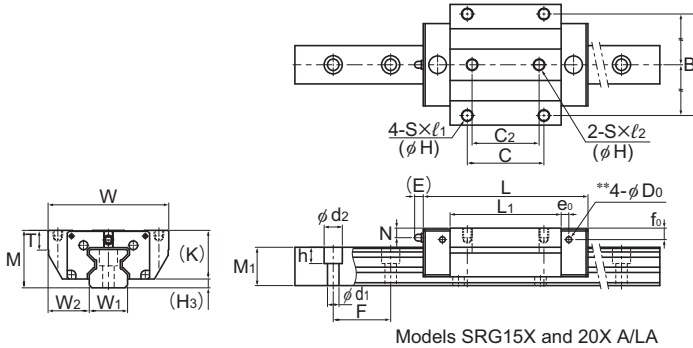 B
4-S×ℓ1
(φH)
C2
C
2-S×ℓ2
(φH)
W
T
M
(K)
(H3)
W2
W1
(E)
L
L1
e0
**4-φD0
f0
φd2
N
h
M1
φd1
F
Models SRG15X and 20X A/LA